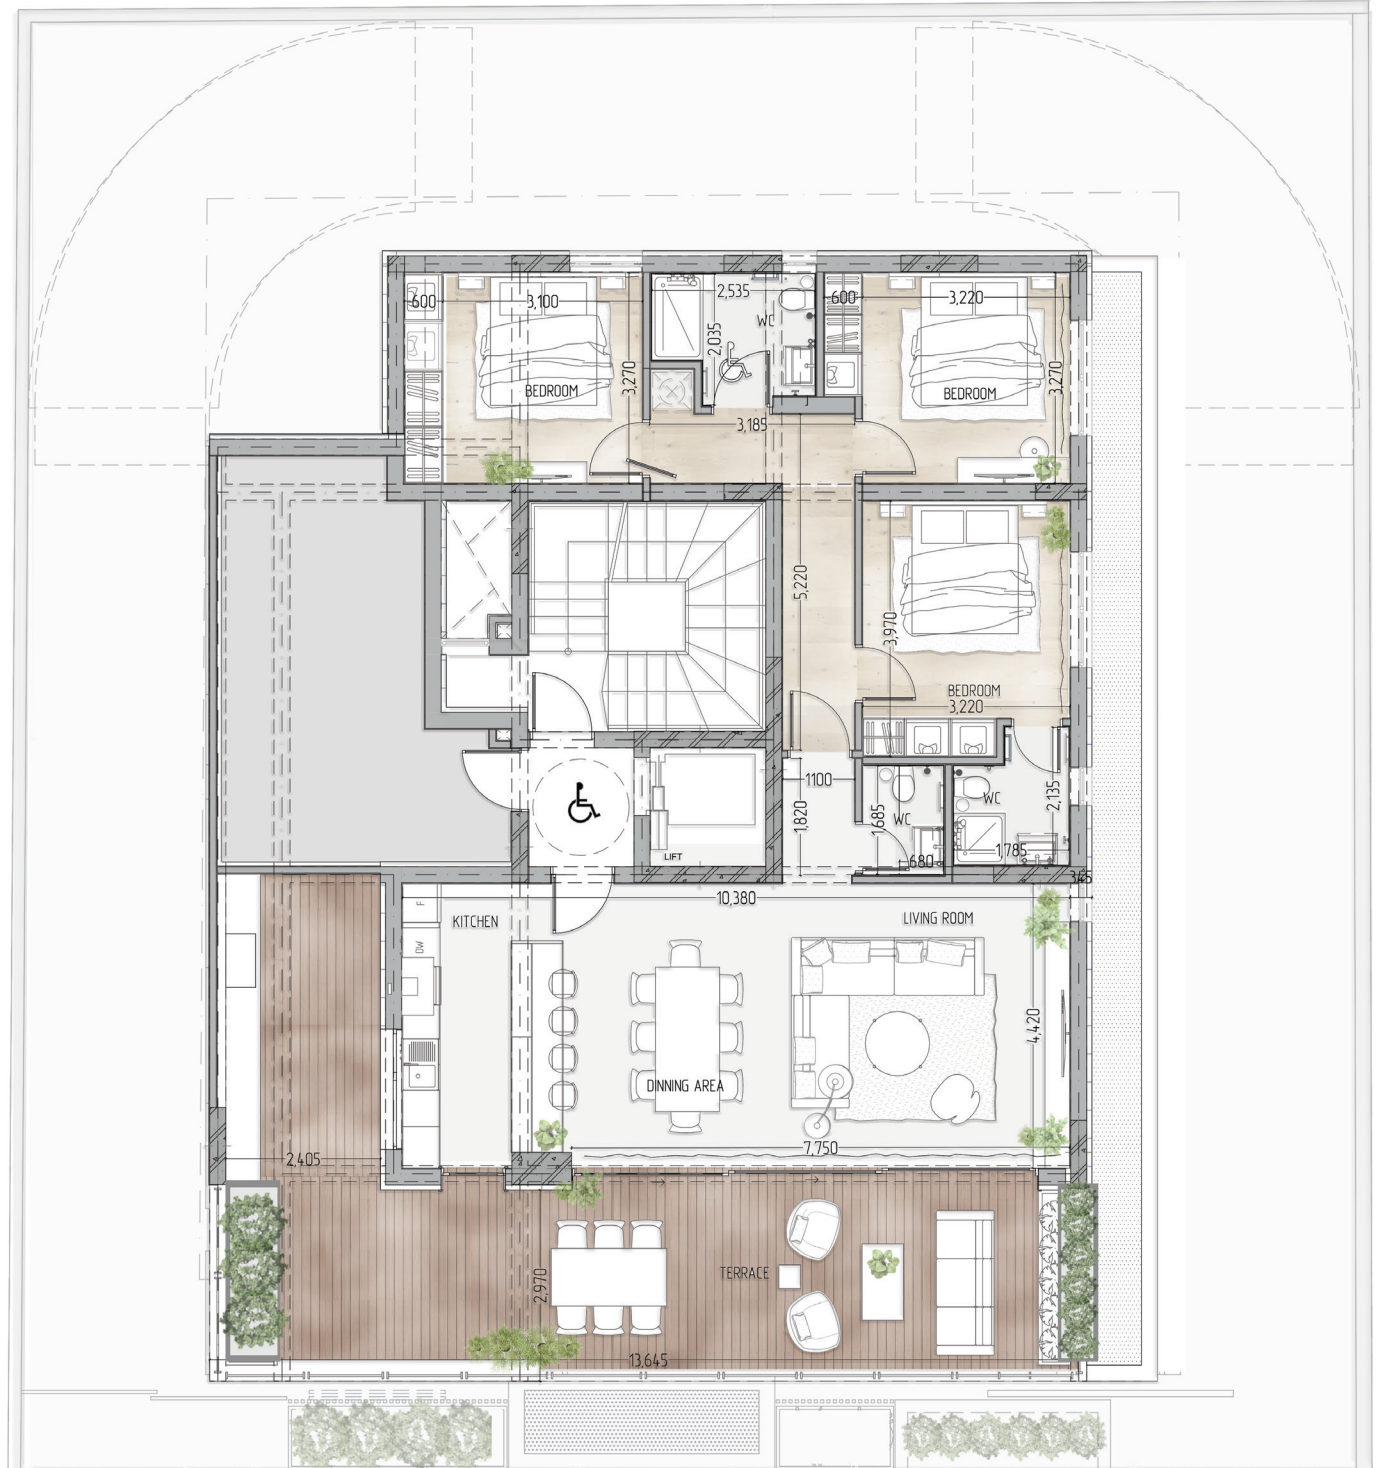 600
3,100
2,535
600
3,220
WC
2,035
3,270
BEDROOM
3,270
BEDROOM
3,185
5,220
3,970
BEDROOM
3,220
1100
1,820
1,685
WC
680
WC
2,135
1,785
LIFT
345
10,380
F
KITCHEN
LIVING ROOM
DW
4,420
DINNING AREA
7,750
2,405
TERRACE
2,970
13,645